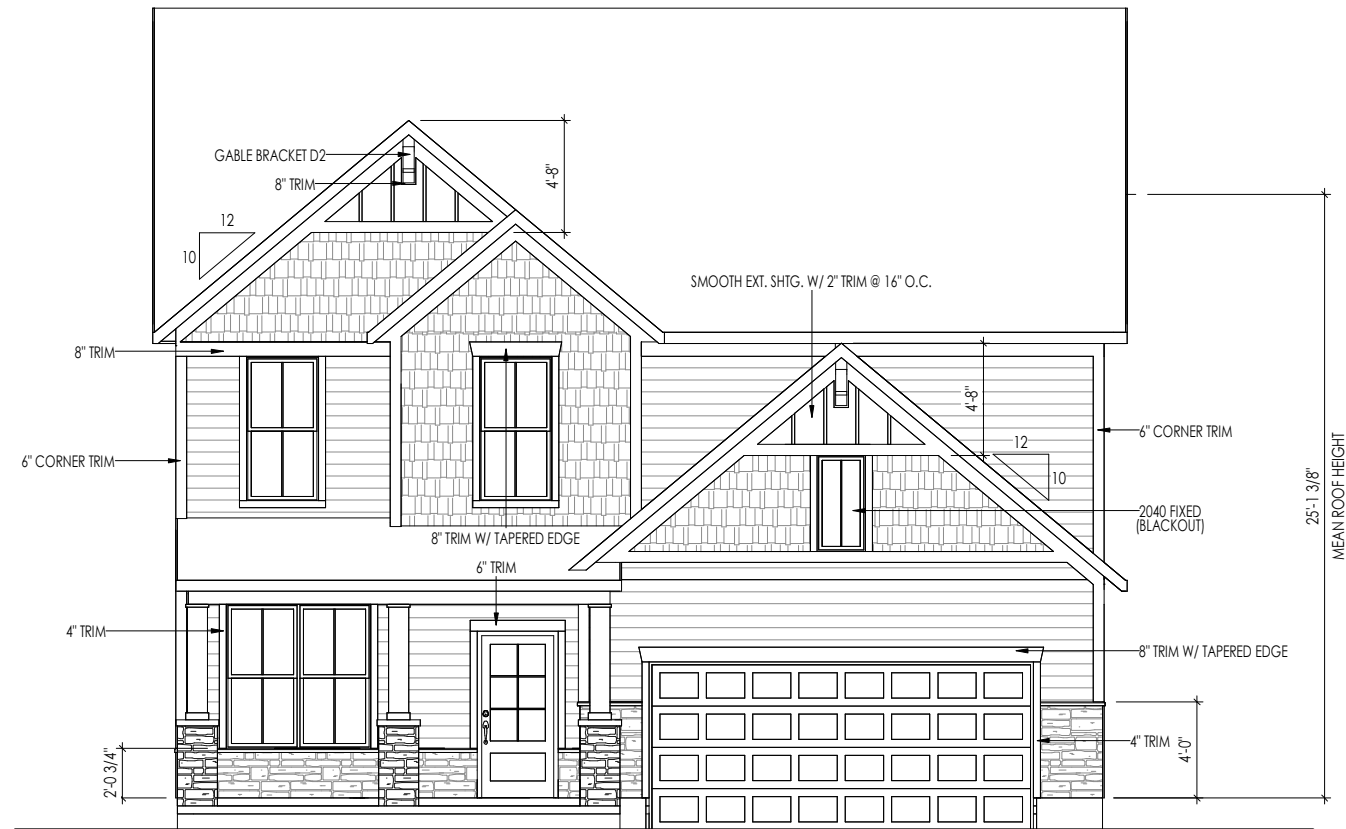 GABLE BRACKET D2
8" TRIM
4'-8"
12
10
SMOOTH EXT. SHTG. W/ 2" TRIM @ 16" O.C.
8" TRIM
4'-8"
6" CORNER TRIM
12
10
6" CORNER TRIM
25'-1 3/8"
MEAN ROOF HEIGHT
2040 FIXED
(BLACKOUT)
8" TRIM W/ TAPERED EDGE
6" TRIM
4" TRIM
8" TRIM W/ TAPERED EDGE
4" TRIM
4'-0"
2'-0 3/4"